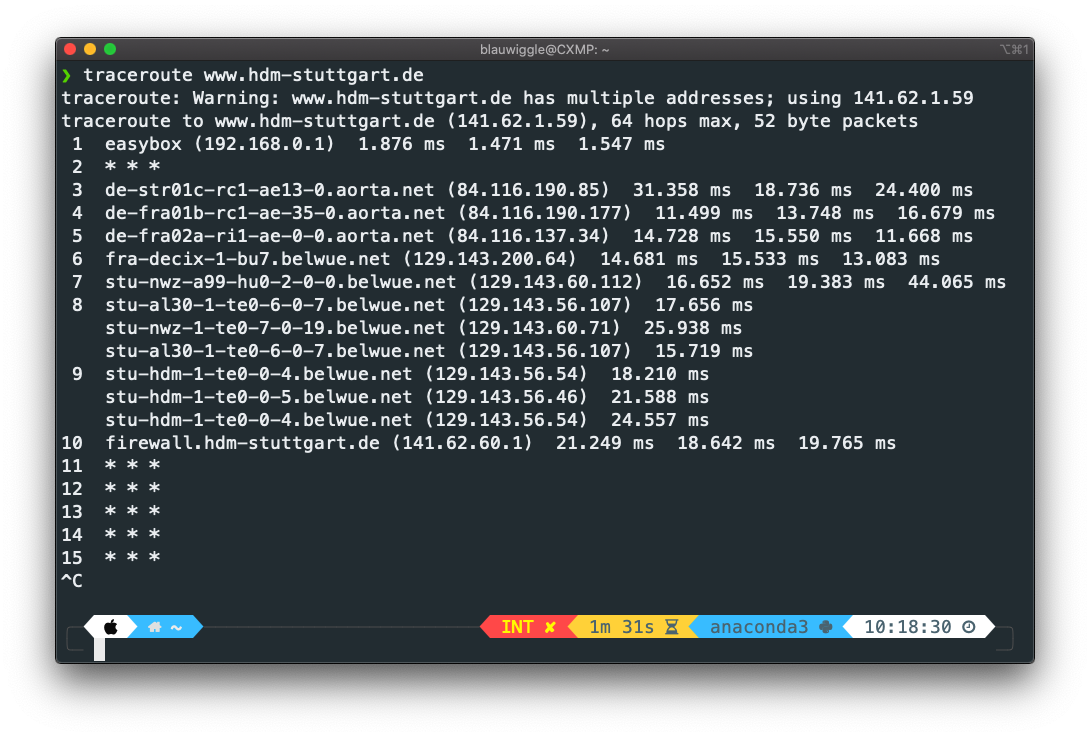 blauwiggle@CXMP: ~ ⌥⌘1
❯ traceroute www.hdm-stuttgart.de
traceroute: Warning: www.hdm-stuttgart.de has multiple addresses; using 141.62.1.59
traceroute to www.hdm-stuttgart.de (141.62.1.59), 64 hops max, 52 byte packets
 1  easybox (192.168.0.1)  1.876 ms  1.471 ms  1.547 ms
 2  * * *
 3  de-str01c-rc1-ae13-0.aorta.net (84.116.190.85)  31.358 ms  18.736 ms  24.400 ms
 4  de-fra01b-rc1-ae-35-0.aorta.net (84.116.190.177)  11.499 ms  13.748 ms  16.679 ms
 5  de-fra02a-ri1-ae-0-0.aorta.net (84.116.137.34)  14.728 ms  15.550 ms  11.668 ms
 6  fra-decix-1-bu7.belwue.net (129.143.200.64)  14.681 ms  15.533 ms  13.083 ms
 7  stu-nwz-a99-hu0-2-0-0.belwue.net (129.143.60.112)  16.652 ms  19.383 ms  44.065 ms
 8  stu-al30-1-te0-6-0-7.belwue.net (129.143.56.107)  17.656 ms
    stu-nwz-1-te0-7-0-19.belwue.net (129.143.60.71)  25.938 ms
    stu-al30-1-te0-6-0-7.belwue.net (129.143.56.107)  15.719 ms
 9  stu-hdm-1-te0-0-4.belwue.net (129.143.56.54)  18.210 ms
    stu-hdm-1-te0-0-5.belwue.net (129.143.56.46)  21.588 ms
    stu-hdm-1-te0-0-4.belwue.net (129.143.56.54)  24.557 ms
10  firewall.hdm-stuttgart.de (141.62.60.1)  21.249 ms  18.642 ms  19.765 ms
11  * * *
12  * * *
13  * * *
14  * * *
15  * * *
^C
~ INT ✘ 1m 31s anaconda3 10:18:30